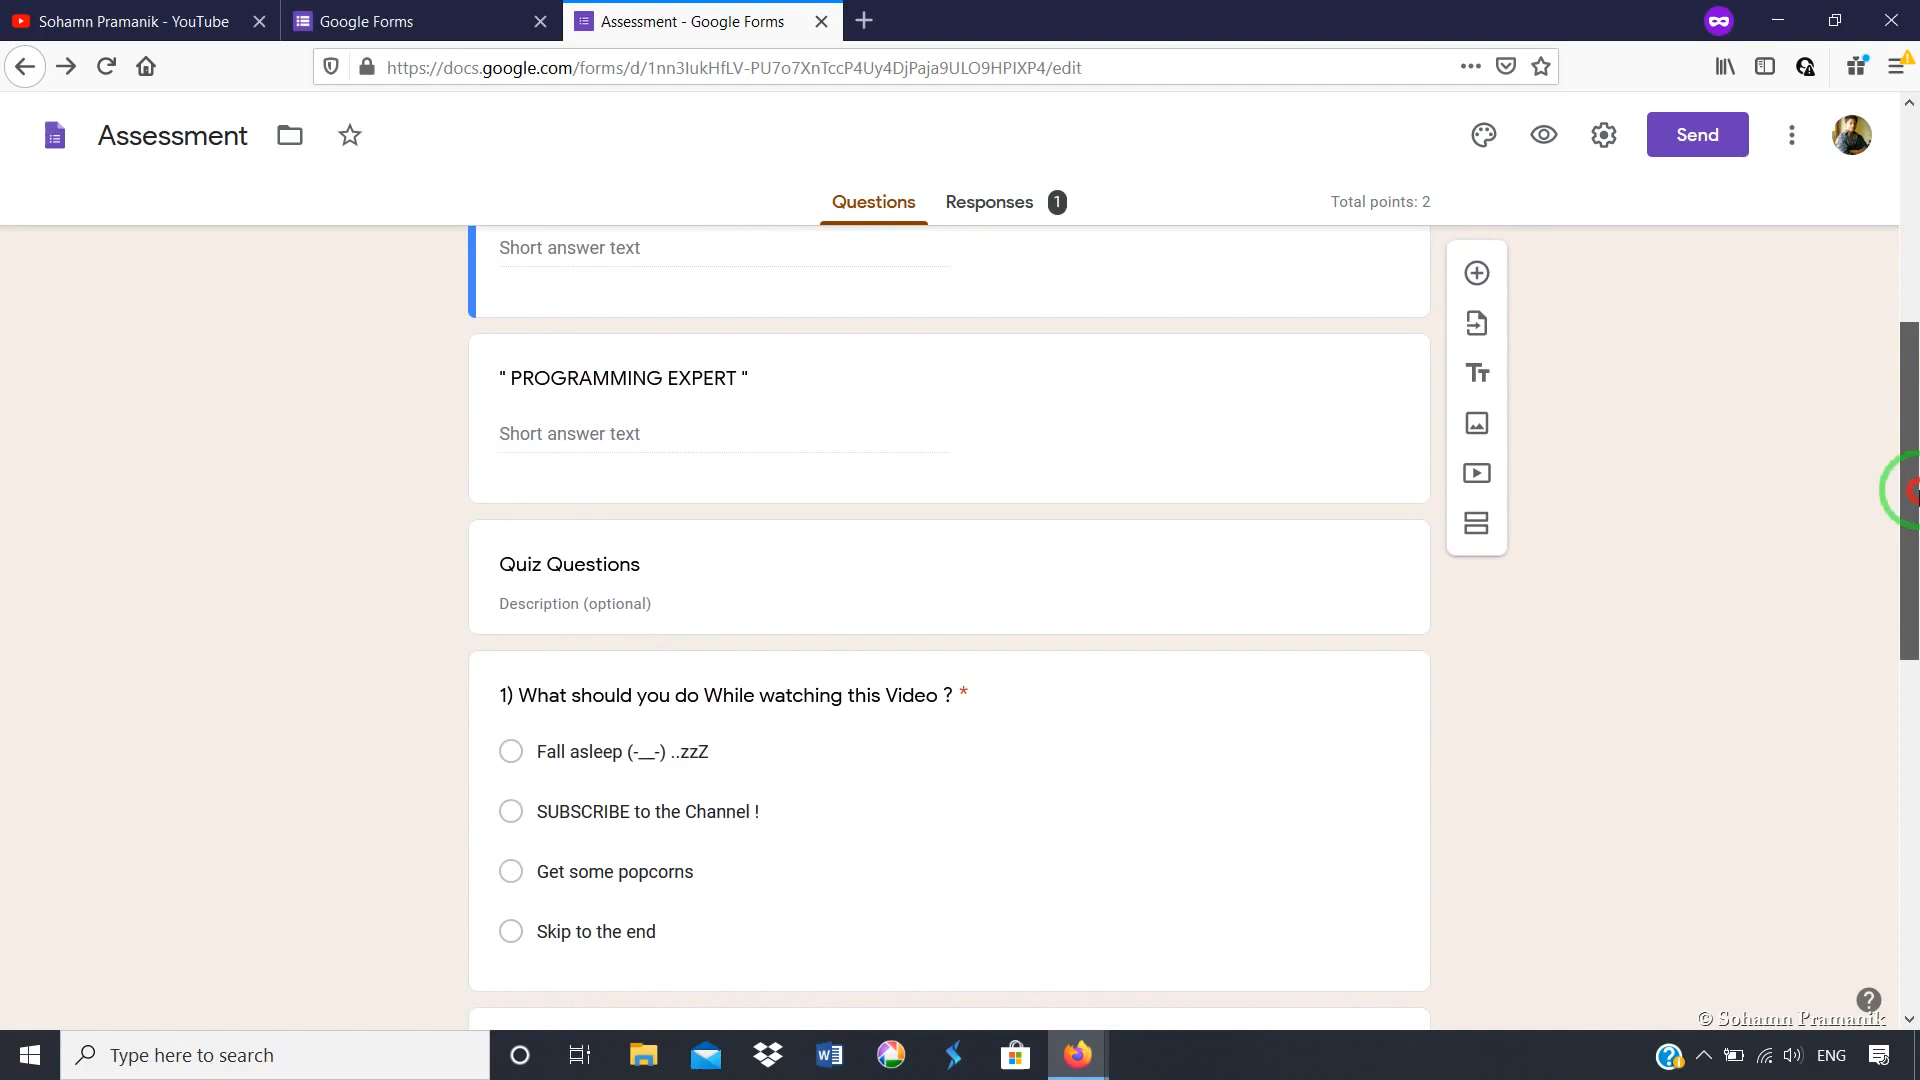 Sohamn Pramanik - YouTube
Google Forms
Assessment - Google Forms
https://docs.google.com/forms/d/1nn3IukHfLV-PU7o7XnTccP4Uy4DjPaja9ULO9HPIXP4/edit
Assessment
Send
Questions
Responses 1
Total points: 2
Short answer text
" PROGRAMMING EXPERT "
Short answer text
Quiz Questions
Description (optional)
1) What should you do While watching this Video ? *
Fall asleep (-__-) ..zzZ
SUBSCRIBE to the Channel !
Get some popcorns
Skip to the end
© Sohamn Pramanik
Type here to search
ENG